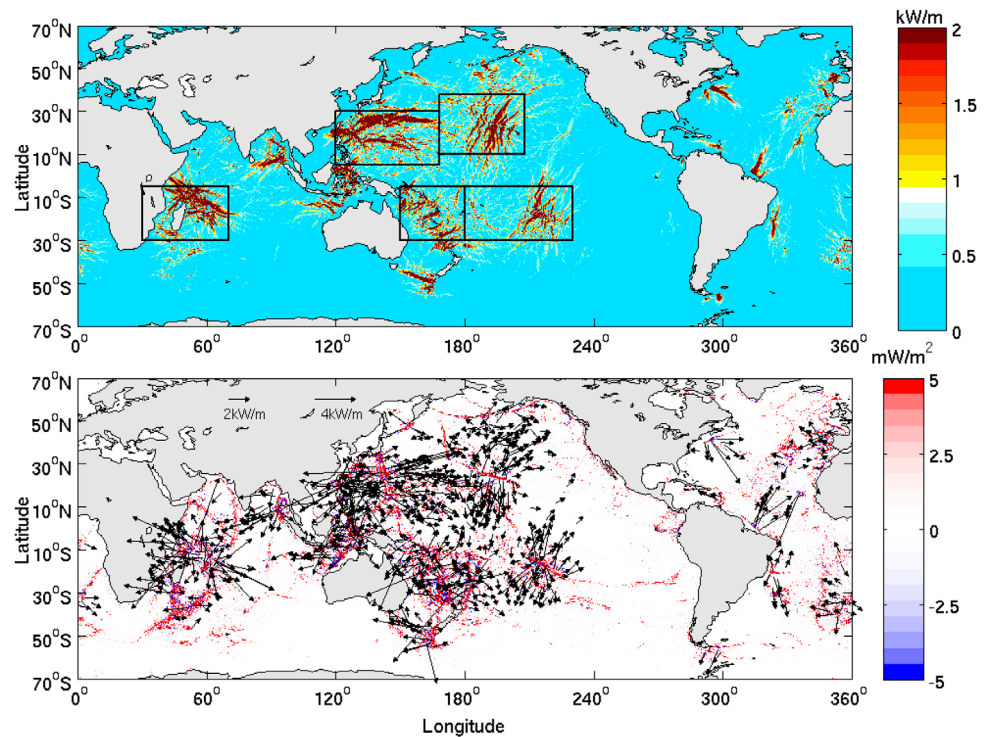 kW/m
70°N
50°N
30°N
10°N
10°S
30°S
50°S
70°S
Latitude
0°
60°
120°
180°
240°
300°
360°
2
1.5
1
0.5
0
mW/m²
70°N
50°N
30°N
10°N
10°S
30°S
50°S
70°S
Latitude
2kW/m
4kW/m
0°
60°
120°
180°
240°
300°
360°
Longitude
5
2.5
0
-2.5
-5